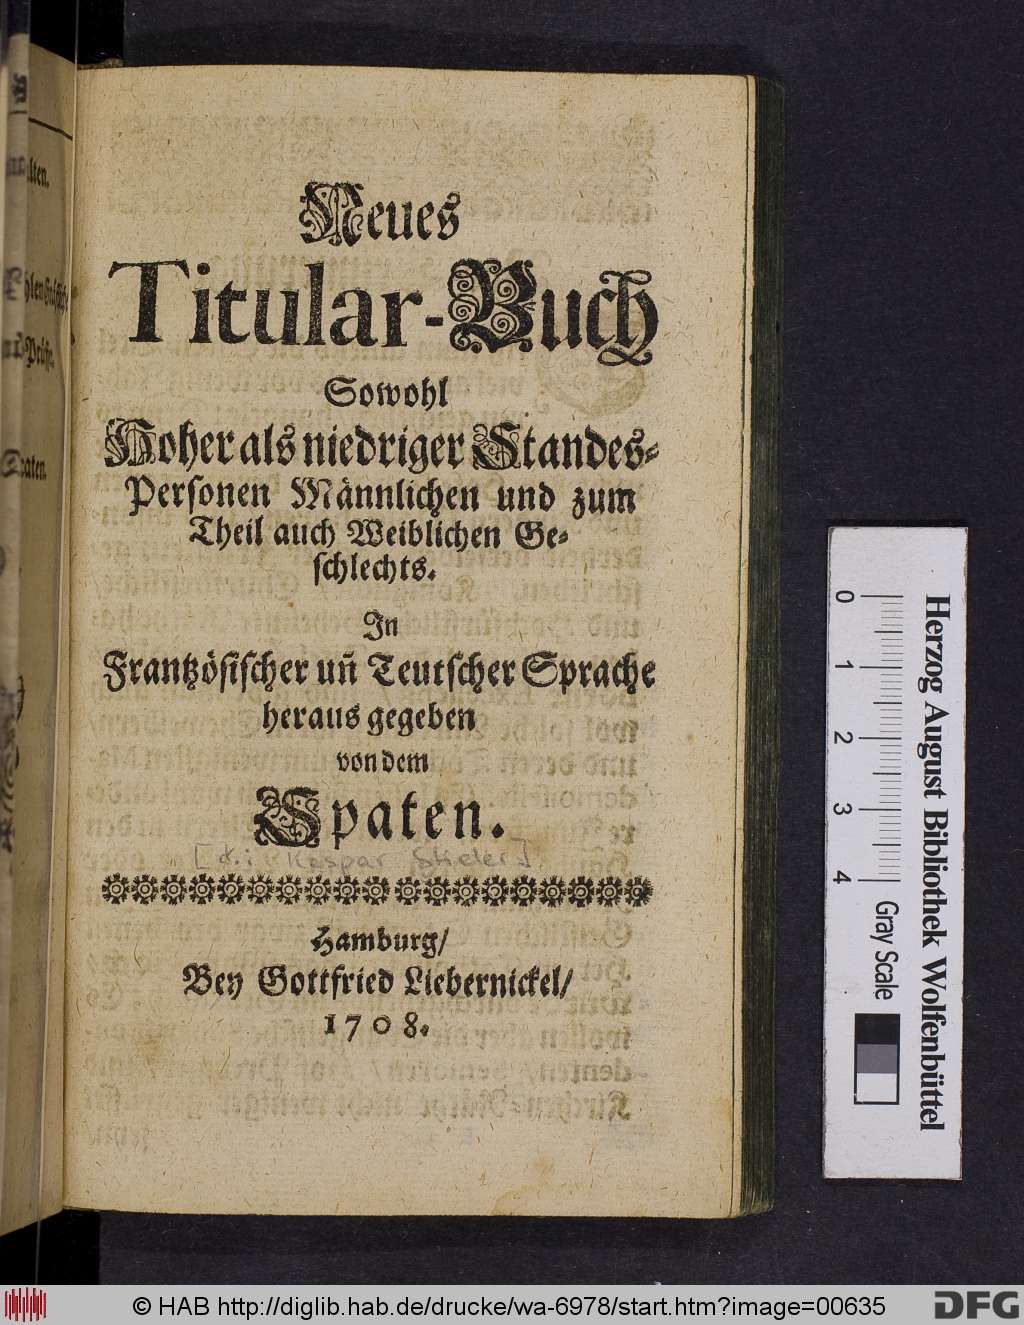 Neues
Titular-Buch
Sowohl
Hoher als niedriger Standes-
Personen Männlichen und zum
Theil auch Weiblichen Ge-
schlechts.
In
Frantzösischer uñ Teutscher Sprache
heraus gegeben
von dem
Spaten.
[d.i. Kaspar Stieler]
Hamburg/
Bey Gottfried Liebernickel/
1708.
lten.
aten.
0
1
2
3
4
Gray Scale
Herzog August Bibliothek Wolfenbüttel
© HAB http://diglib.hab.de/drucke/wa-6978/start.htm?image=00635
DFG